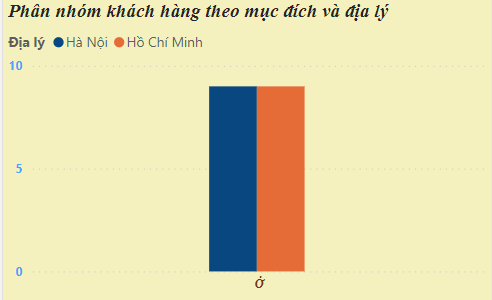 Phân nhóm khách hàng theo mục đích và địa lý
Địa lý Hà Nội Hồ Chí Minh
10
5
0
Ở